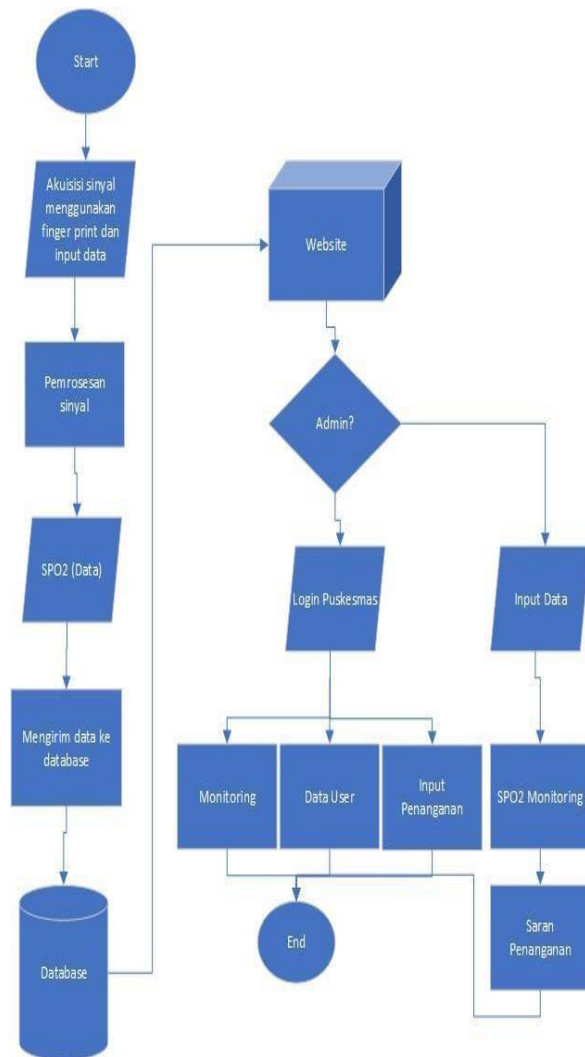 Start
Akuisisi sinyal
menggunakan
finger print dan
input data
Pemrosesan
sinyal
SPO2 (Data)
Mengirim data ke
database
Database
Website
Admin?
Login Puskesmas
Input Data
Monitoring
Data User
Input
Penanganan
SPO2 Monitoring
Saran
Penanganan
End